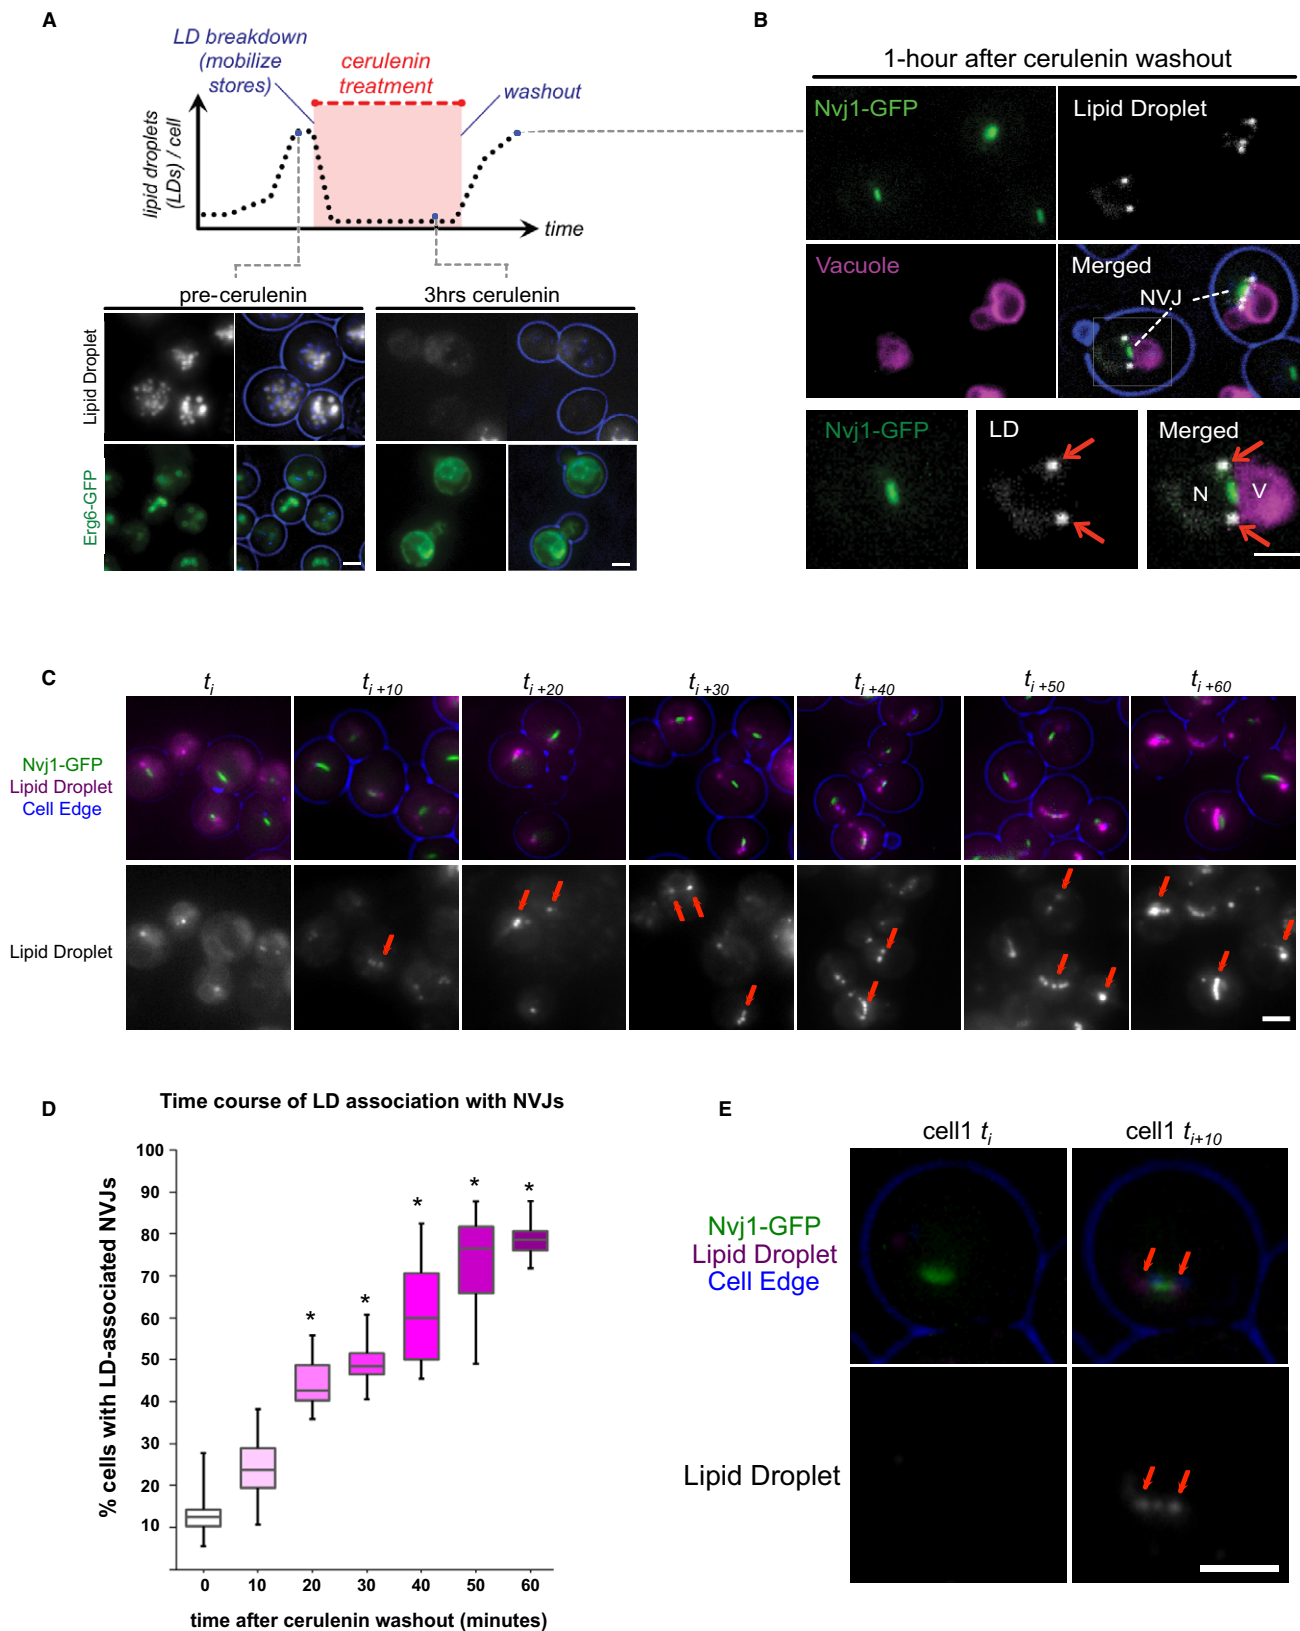 A
LD breakdown
(mobilize
stores)
cerulenin
treatment
washout
lipid droplets
(LDs) / cell
time
pre-cerulenin
3hrs cerulenin
Lipid Droplet
Erg6-GFP
B
1-hour after cerulenin washout
Nvj1-GFP
Lipid Droplet
Vacuole
Merged
NVJ
Nvj1-GFP
LD
Merged
N
V
C
ti
ti +10
ti +20
ti +30
ti +40
ti +50
ti +60
Nvj1-GFP
Lipid Droplet
Cell Edge
Lipid Droplet
D
Time course of LD association with NVJs
% cells with LD-associated NVJs
100
90
80
70
60
50
40
30
20
10
* * * * *
0 10 20 30 40 50 60
time after cerulenin washout (minutes)
E
cell1 ti
cell1 ti+10
Nvj1-GFP
Lipid Droplet
Cell Edge
Lipid Droplet